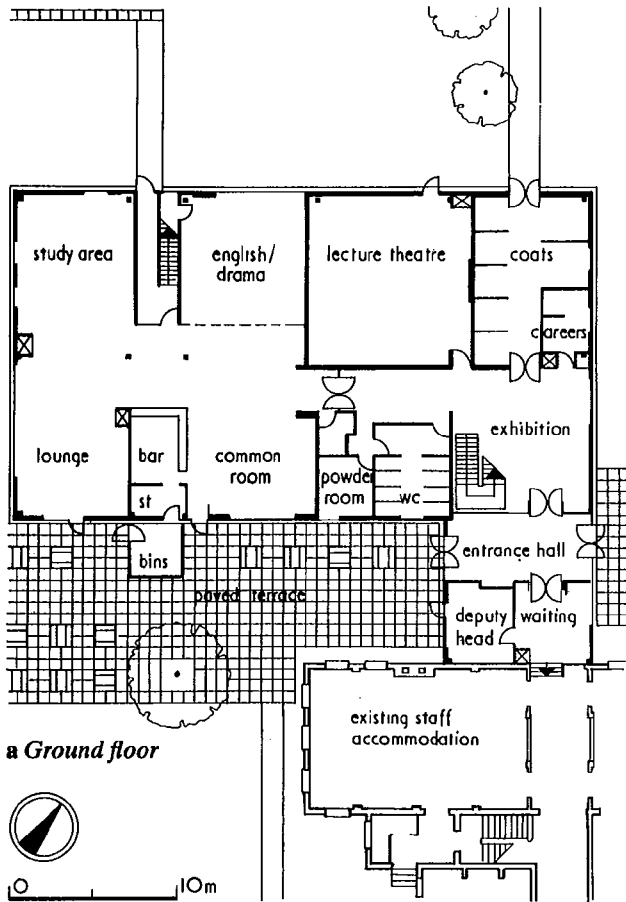 study area
english/
drama
lecture theatre
coats
careers
exhibition
lounge
bar
common
room
powder
room
wc
st
bins
entrance hall
paved terrace
deputy
head
waiting
existing staff
accommodation
a Ground floor
0
10m